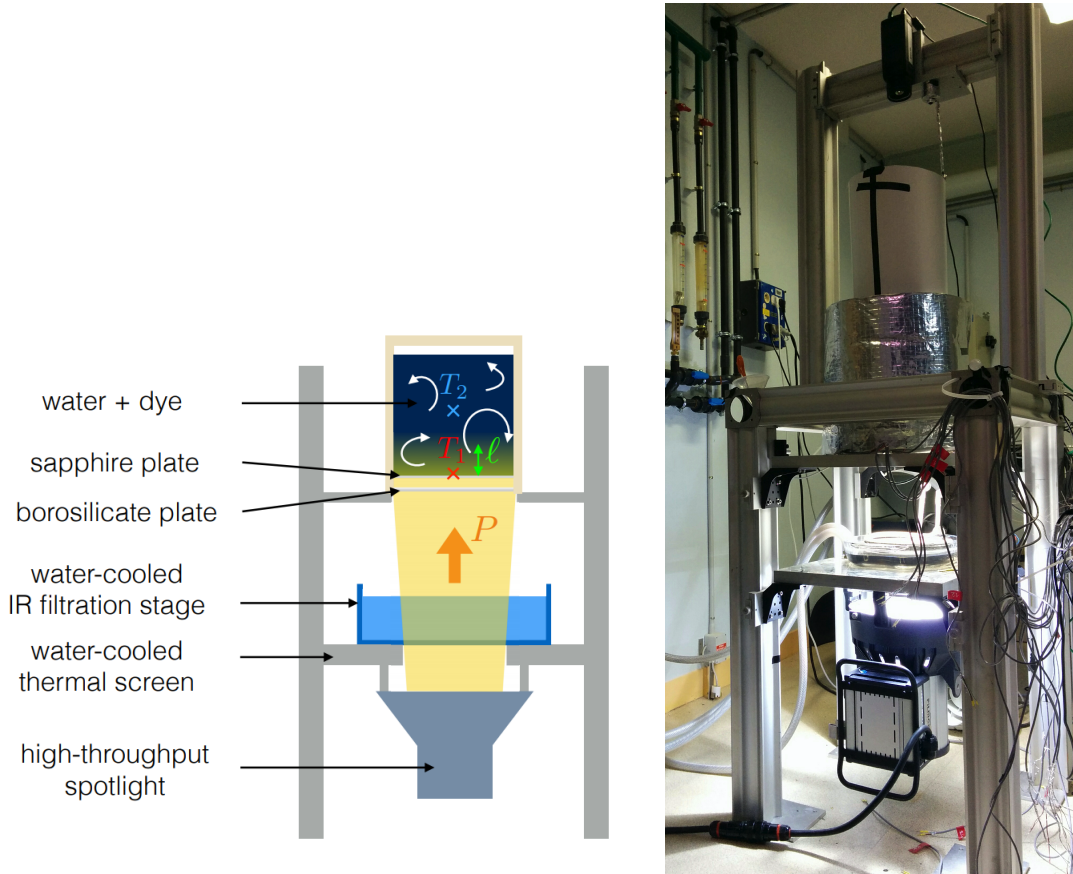 water + dye
sapphire plate
borosilicate plate
water-cooled
IR filtration stage
water-cooled
thermal screen
high-throughput
spotlight
T₂
T₁
ℓ
P